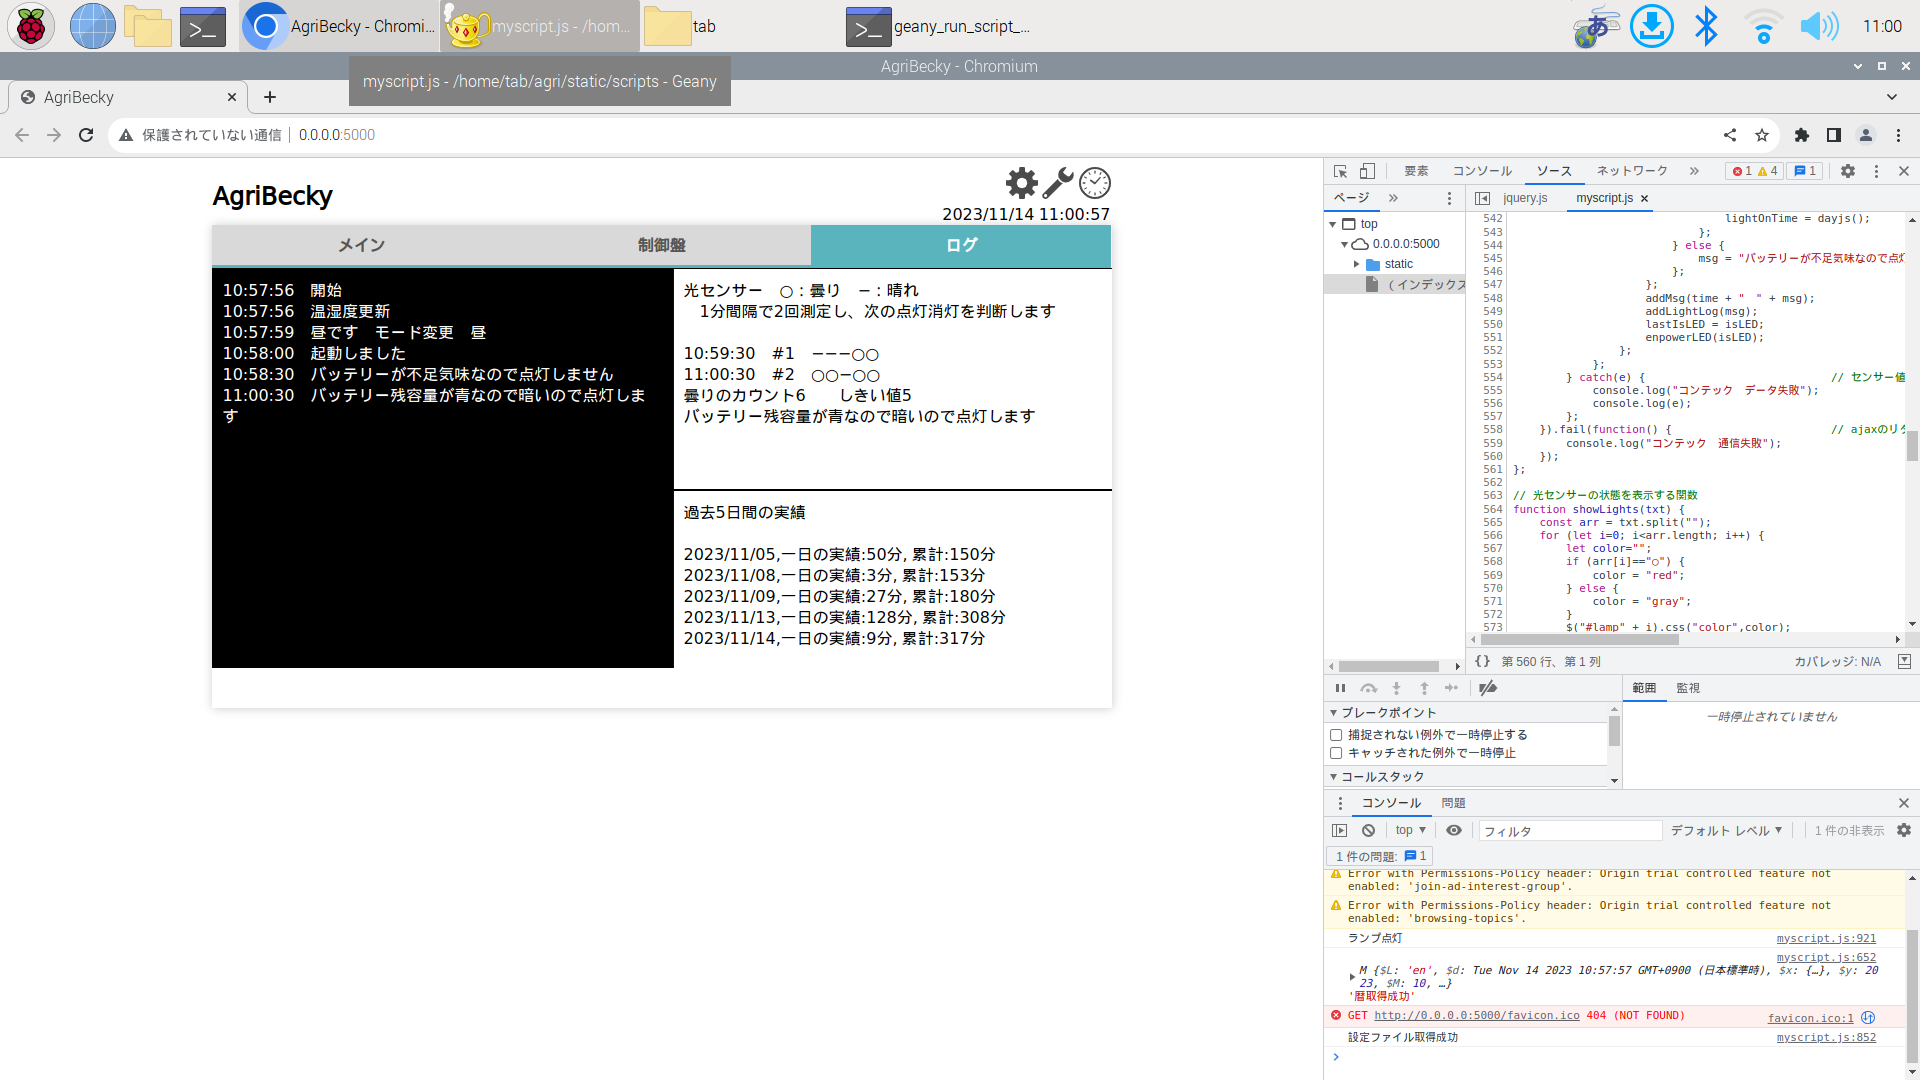 AgriBecky - Chromi...
myscript.js - /hom...
tab
geany_run_script_...
あ
11:00
AgriBecky - Chromium
myscript.js - /home/tab/agri/static/scripts - Geany
AgriBecky
保護されていない通信
0.0.0.0:5000
AgriBecky
2023/11/14 11:00:57
メイン
制御盤
ログ
10:57:56　開始
10:57:56　温湿度更新
10:57:59　昼です　モード変更　昼
10:58:00　起動しました
10:58:30　バッテリーが不足気味なので点灯しません
11:00:30　バッテリー残容量が青なので暗いので点灯しま
す
光センサー　○：曇り　－：晴れ
　1分間隔で2回測定し、次の点灯消灯を判断します
10:59:30　#1　−−−○○
11:00:30　#2　○○−○○
曇りのカウント6　　しきい値5
バッテリー残容量が青なので暗いので点灯します
過去5日間の実績
2023/11/05,一日の実績:50分, 累計:150分
2023/11/08,一日の実績:3分, 累計:153分
2023/11/09,一日の実績:27分, 累計:180分
2023/11/13,一日の実績:128分, 累計:308分
2023/11/14,一日の実績:9分, 累計:317分
要素
コンソール
ソース
ネットワーク
1
4
1
ページ
jquery.js
myscript.js
top
0.0.0.0:5000
static
（インデックス
542 lightOnTime = dayjs();
543 };
544 } else {
545 msg = "バッテリーが不足気味なので点灯
546 };
547 };
548 addMsg(time + "　" + msg);
549 addLightLog(msg);
550 lastIsLED = isLED;
551 enpowerLED(isLED);
552 };
553 };
554 } catch(e) { // センサー値
555 console.log("コンテック　データ失敗");
556 console.log(e);
557 };
558 }).fail(function() { // ajaxのリク
559 console.log("コンテック　通信失敗");
560 });
561 };
562
563 // 光センサーの状態を表示する関数
564 function showLights(txt) {
565 const arr = txt.split("");
566 for (let i=0; i<arr.length; i++) {
567 let color="";
568 if (arr[i]=="○") {
569 color = "red";
570 } else {
571 color = "gray";
572 }
573 $("#lamp" + i).css("color",color);
{ } 第 560 行、第 1 列
カバレッジ: N/A
範囲
監視
ブレークポイント
一時停止されていません
捕捉されない例外で一時停止する
キャッチされた例外で一時停止
コールスタック
コンソール
問題
top
フィルタ
デフォルト レベル
1 件の非表示
1 件の問題: 1
Error with Permissions-Policy header: Origin trial controlled feature not
enabled: 'join-ad-interest-group'.
Error with Permissions-Policy header: Origin trial controlled feature not
enabled: 'browsing-topics'.
ランプ点灯 myscript.js:921
myscript.js:652
M {$L: 'en', $d: Tue Nov 14 2023 10:57:57 GMT+0900 (日本標準時), $x: {…}, $y: 20
23, $M: 10, …}
'暦取得成功'
GET http://0.0.0.0:5000/favicon.ico 404 (NOT FOUND) favicon.ico:1
設定ファイル取得成功 myscript.js:852